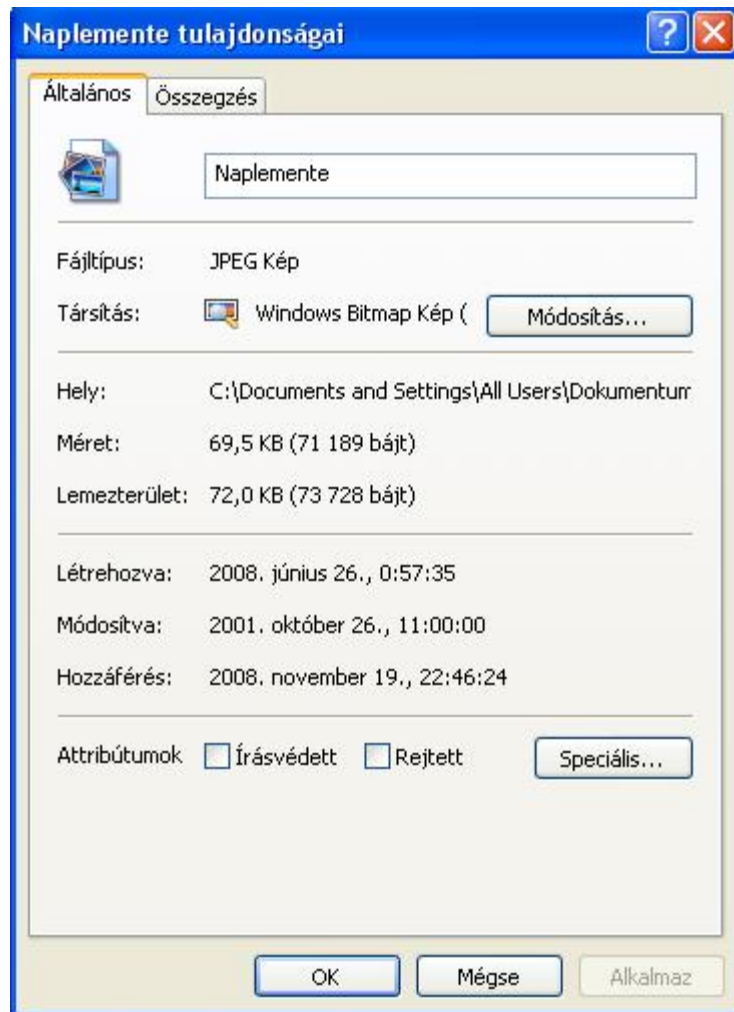 Naplemente tulajdonságai
Általános Összegzés
Naplemente
Fájltípus: JPEG Kép
Társítás: Windows Bitmap Kép ( Módosítás...
Hely: C:\Documents and Settings\All Users\Dokumentum
Méret: 69,5 KB (71 189 bájt)
Lemezterület: 72,0 KB (73 728 bájt)
Létrehozva: 2008. június 26., 0:57:35
Módosítva: 2001. október 26., 11:00:00
Hozzáférés: 2008. november 19., 22:46:24
Attribútumok Írásvédett Rejtett Speciális...
OK Mégse Alkalmaz